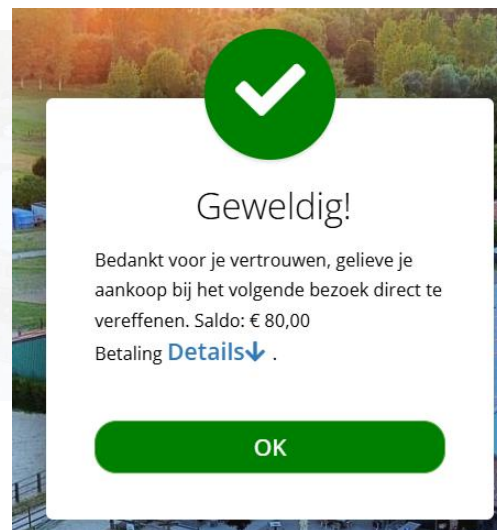 Geweldig!
Bedankt voor je vertrouwen, gelieve je
aankoop bij het volgende bezoek direct te
vereffenen. Saldo: € 80,00
Betaling Details↓ .
OK